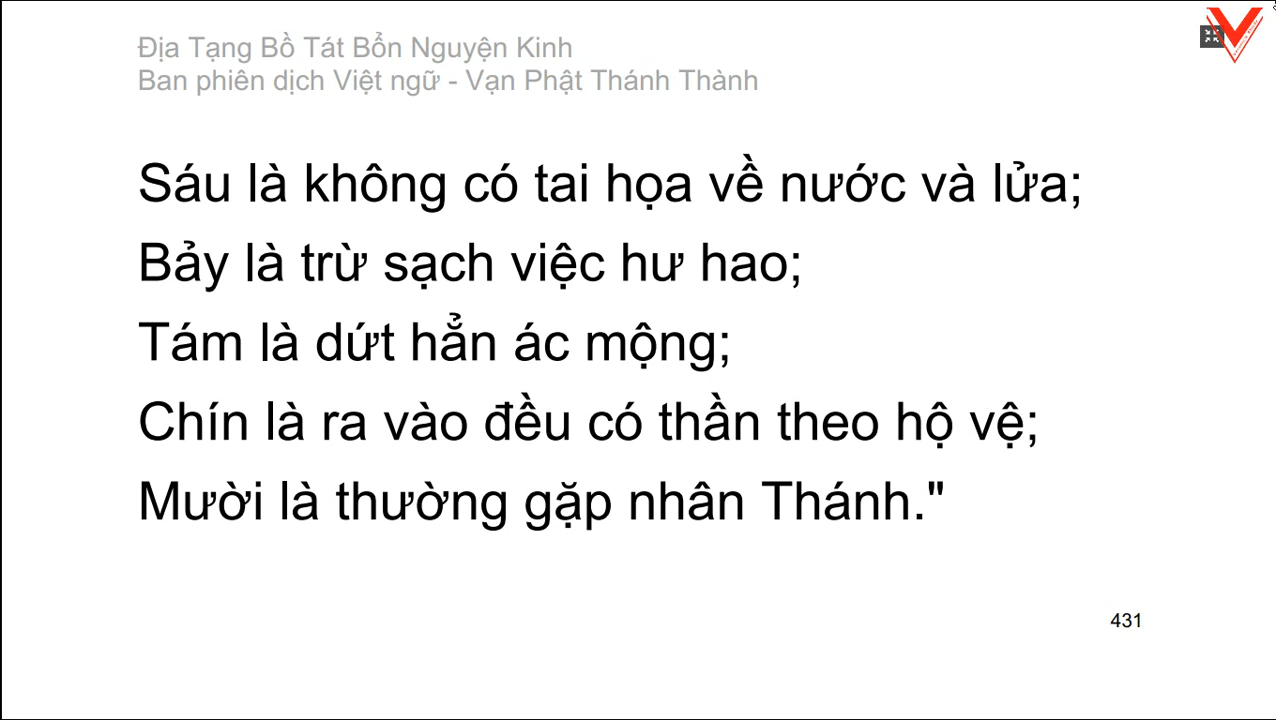 Địa Tạng Bồ Tát Bổn Nguyện Kinh
Ban phiên dịch Việt ngữ - Vạn Phật Thánh Thành
Sáu là không có tai họa về nước và lửa;
Bảy là trừ sạch việc hư hao;
Tám là dứt hẳn ác mộng;
Chín là ra vào đều có thần theo hộ vệ;
Mười là thường gặp nhân Thánh."
431